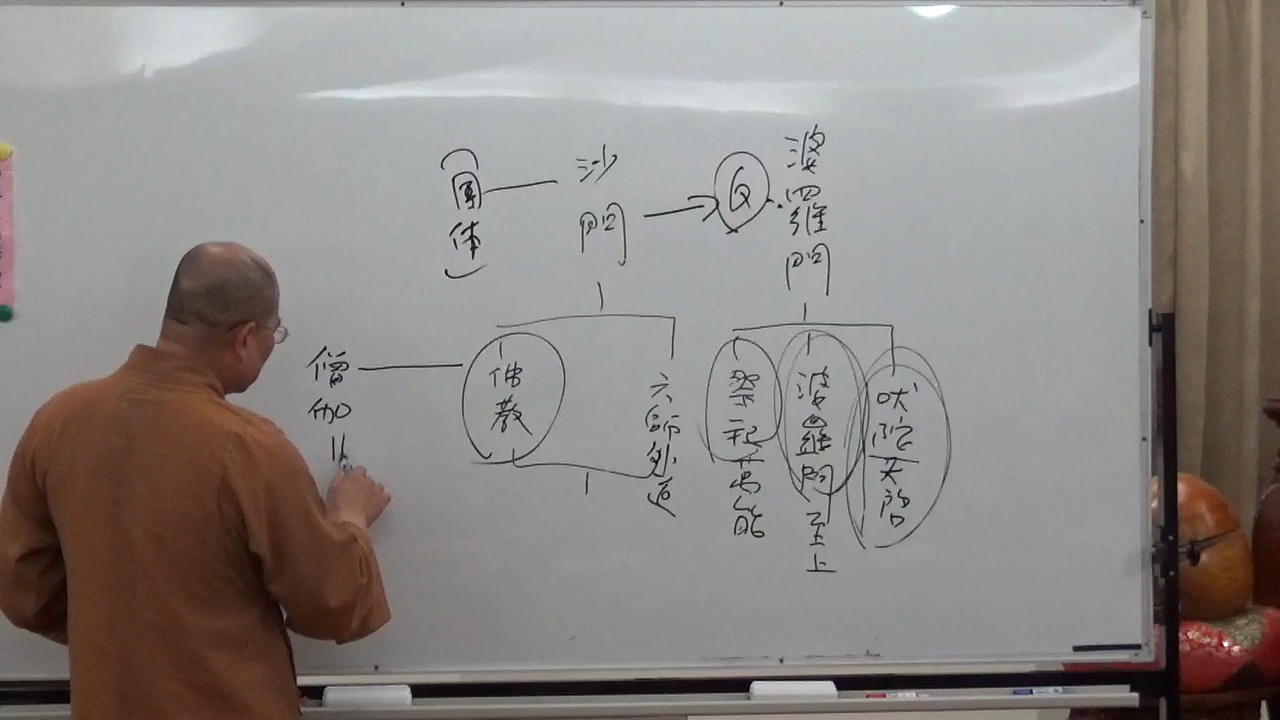 婆羅門
反
沙門
(团体)
吠陀天啓
婆羅門至上
祭祀萬能
六師外道
佛教
僧伽